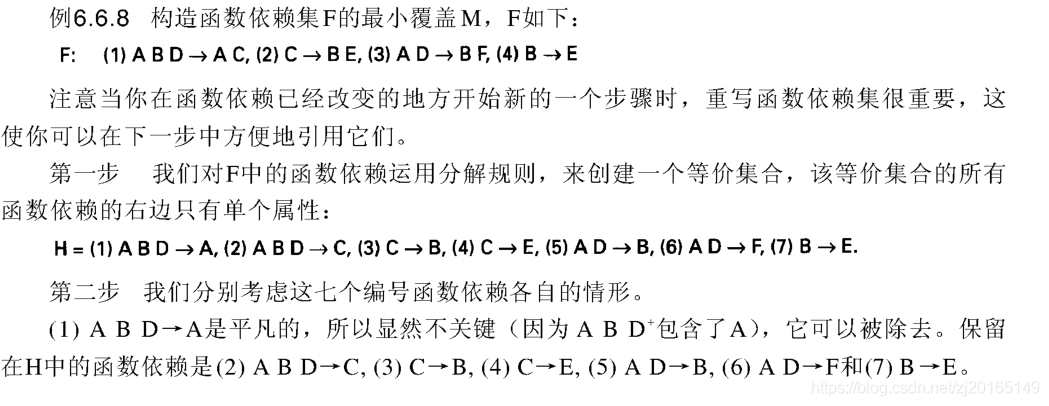 例6.6.8 构造函数依赖集F的最小覆盖M，F如下：
F: (1) A B D → A C, (2) C → B E, (3) A D → B F, (4) B → E
注意当你在函数依赖已经改变的地方开始新的一个步骤时，重写函数依赖集很重要，这
使你可以在下一步中方便地引用它们。
第一步 我们对F中的函数依赖运用分解规则，来创建一个等价集合，该等价集合的所有
函数依赖的右边只有单个属性：
H = (1) A B D → A, (2) A B D → C, (3) C → B, (4) C → E, (5) A D → B, (6) A D → F, (7) B → E.
第二步 我们分别考虑这七个编号函数依赖各自的情形。
(1) A B D→A是平凡的，所以显然不关键（因为 A B D⁺包含了A），它可以被除去。保留
在H中的函数依赖是(2) A B D→C, (3) C→B, (4) C→E, (5) A D→B, (6) A D→F和(7) B→E。
https://blog.csdn.net/zj20165149